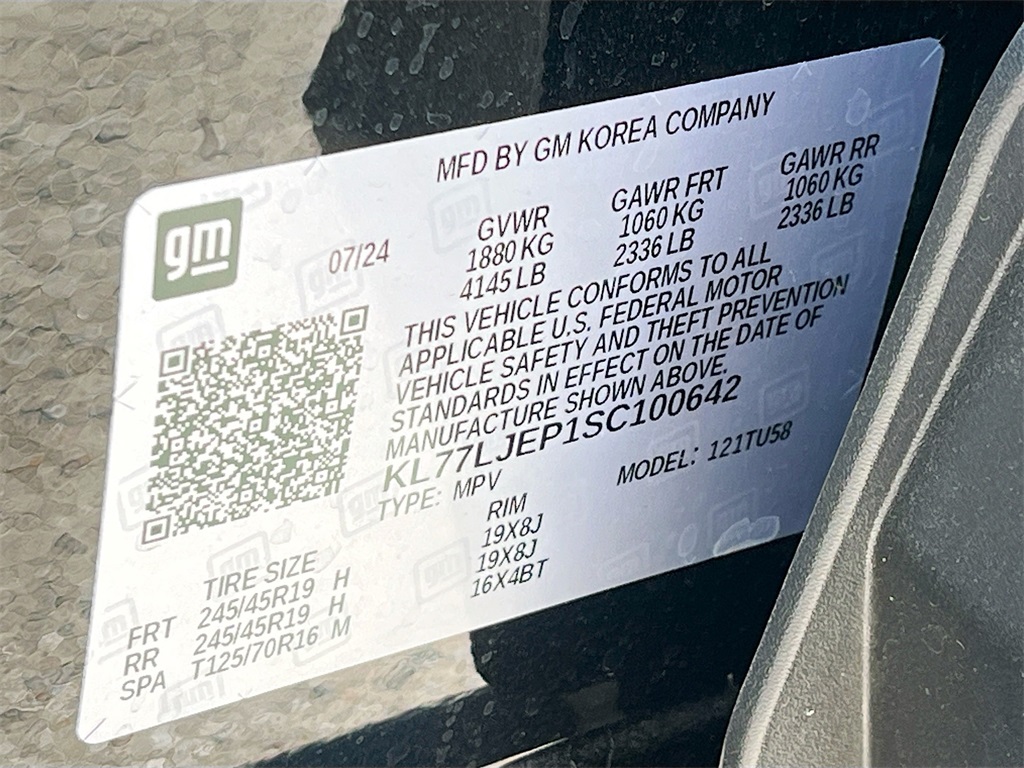 MFD BY GM KOREA COMPANY
gm
07/24
GVWR GAWR FRT GAWR RR
1880 KG 1060 KG 1060 KG
4145 LB 2336 LB 2336 LB
THIS VEHICLE CONFORMS TO ALL
APPLICABLE U.S. FEDERAL MOTOR
VEHICLE SAFETY AND THEFT PREVENTION
STANDARDS IN EFFECT ON THE DATE OF
MANUFACTURE SHOWN ABOVE.
KL77LJEP1SC100642
TYPE: MPV MODEL: 121TU58
TIRE SIZE RIM
FRT 245/45R19 H 19X8J
RR 245/45R19 H 19X8J
SPA T125/70R16 M 16X4BT